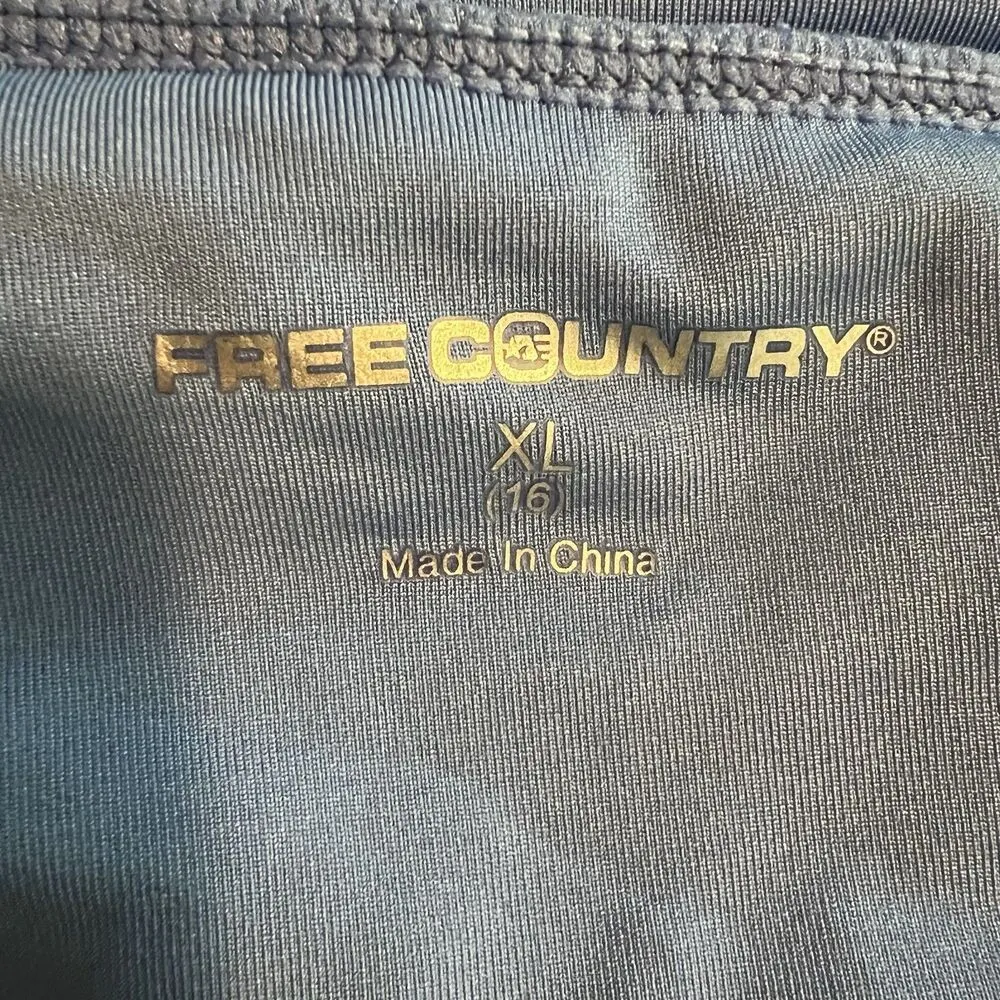 FREE COUNTRY®
XL
(16)
Made In China